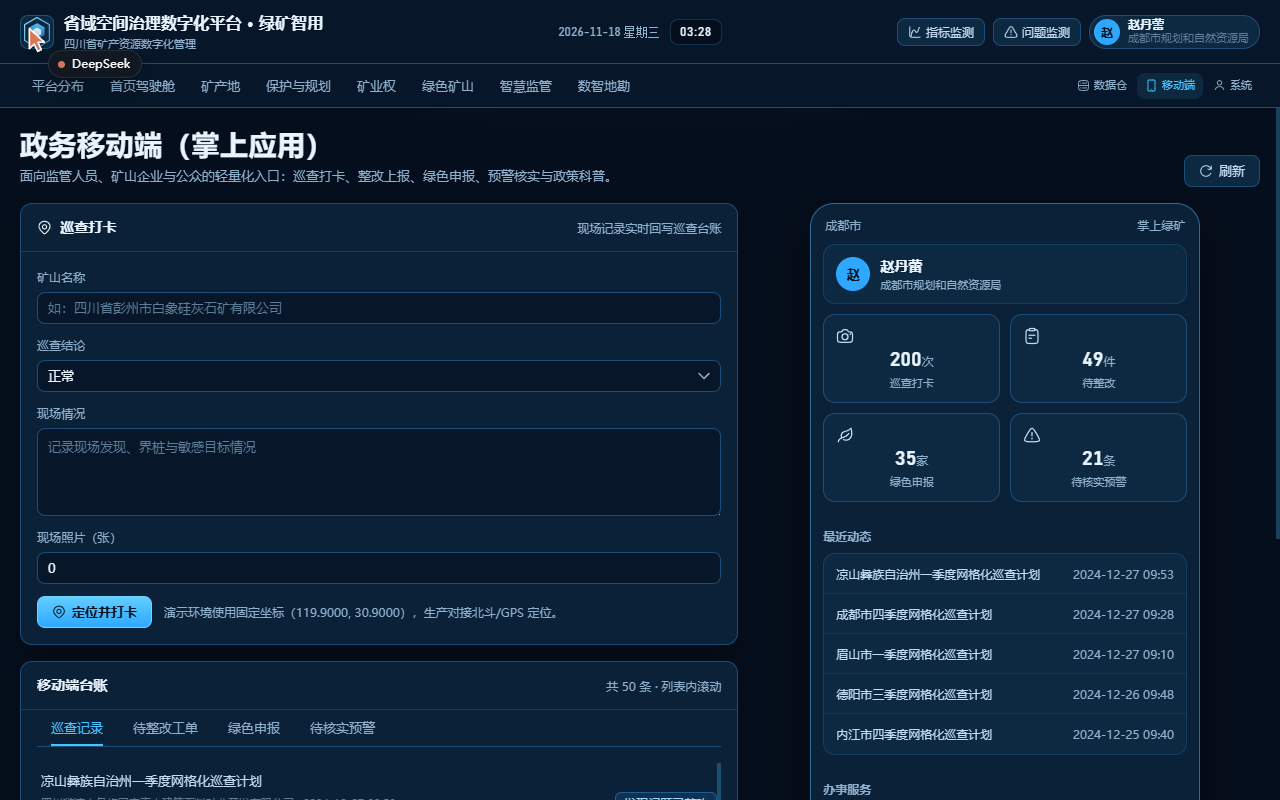 省域空间治理数字化平台 • 绿矿智用
四川省矿产资源数字化管理
2026-11-18 星期三
03:28
指标监测
问题监测
赵
赵丹蕾
成都市规划和自然资源局
DeepSeek
平台分布
首页驾驶舱
矿产地
保护与规划
矿业权
绿色矿山
智慧监管
数智地勘
数据仓
移动端
系统
政务移动端（掌上应用）
面向监管人员、矿山企业与公众的轻量化入口：巡查打卡、整改上报、绿色申报、预警核实与政策科普。
刷新
巡查打卡
现场记录实时回写巡查台账
矿山名称
如：四川省彭州市白象硅灰石矿有限公司
巡查结论
正常
现场情况
记录现场发现、界桩与敏感目标情况
现场照片（张）
0
定位并打卡
演示环境使用固定坐标（119.9000, 30.9000），生产对接北斗/GPS 定位。
移动端台账
共 50 条 · 列表内滚动
巡查记录
待整改工单
绿色申报
待核实预警
凉山彝族自治州一季度网格化巡查计划
成都市
掌上绿矿
赵
赵丹蕾
成都市规划和自然资源局
200次
巡查打卡
49件
待整改
35家
绿色申报
21条
待核实预警
最近动态
凉山彝族自治州一季度网格化巡查计划
2024-12-27 09:53
成都市四季度网格化巡查计划
2024-12-27 09:28
眉山市一季度网格化巡查计划
2024-12-27 09:10
德阳市三季度网格化巡查计划
2024-12-26 09:48
内江市四季度网格化巡查计划
2024-12-25 09:40
办事服务